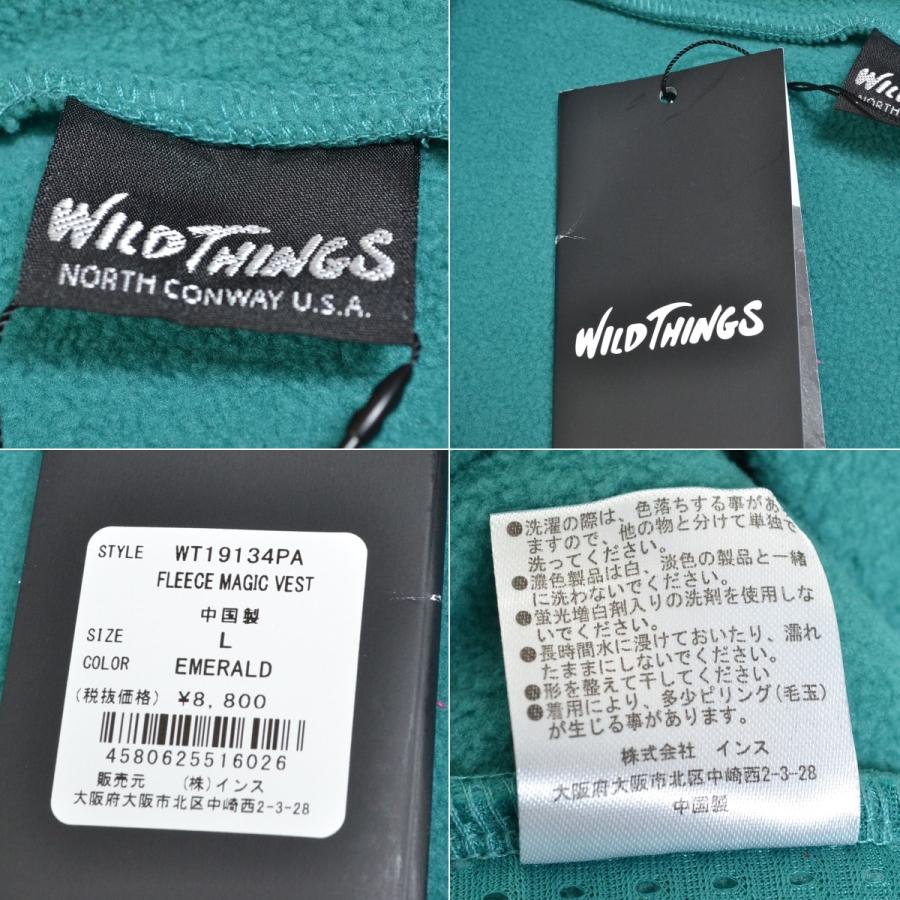 WILD THINGS
NORTH CONWAY U.S.A.
WILD
NORTH
WILD THINGS
STYLE WT19134PA
FLEECE MAGIC VEST
中国製
SIZE L
COLOR EMERALD
(税抜価格) ¥8,800
4580625516026
販売元 (株)インス
大阪府大阪市北区中崎西2-3-28
●洗濯の際は、色落ちする事があ
ますので、他の物と分けて単独で
洗ってください。
●濃色製品は白、淡色の製品と一緒
に洗わないでください。
●蛍光増白剤入りの洗剤を使用しな
いでください。
●長時間水に浸けておいたり、濡れ
たままにしないでください。
●形を整えて干してください
●着用により、多少ピリング(毛玉)
が生じる事があります。
株式会社 インス
大阪府大阪市北区中崎西2-3-28
中国製